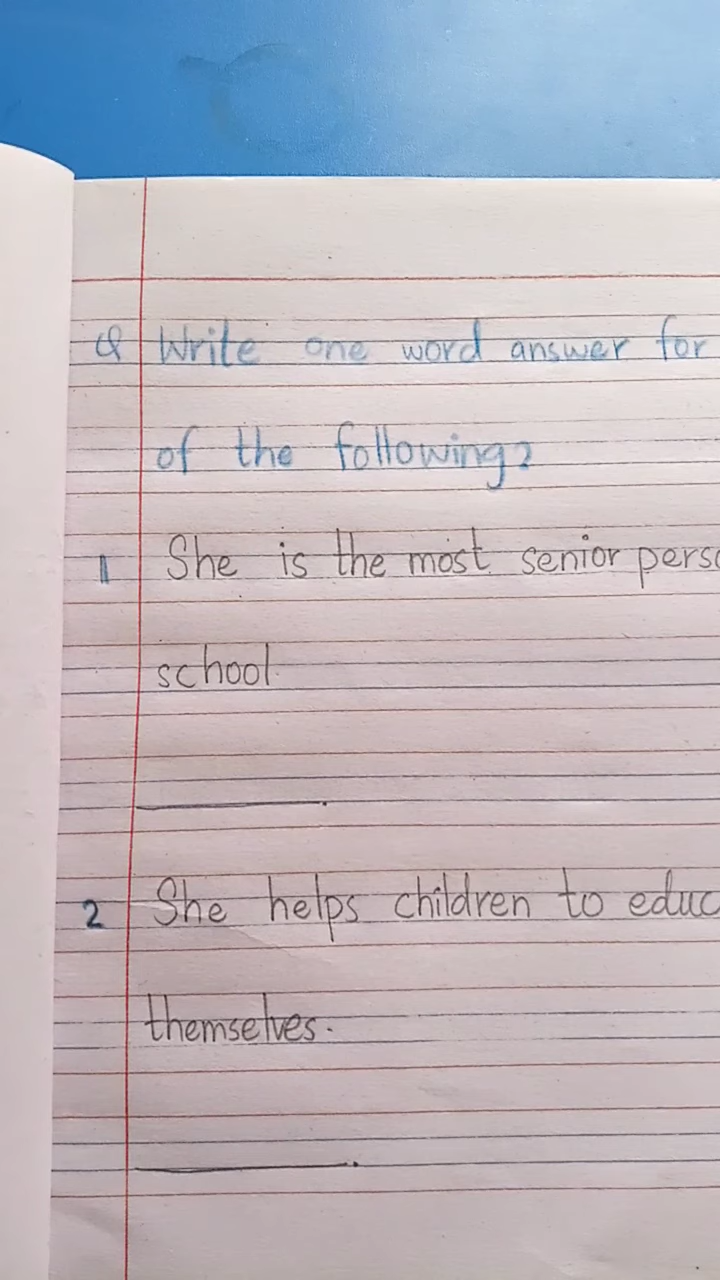 Q Write one word answer for
of the following?
1 She is the most senior
school.
2 She helps children to
themselves.